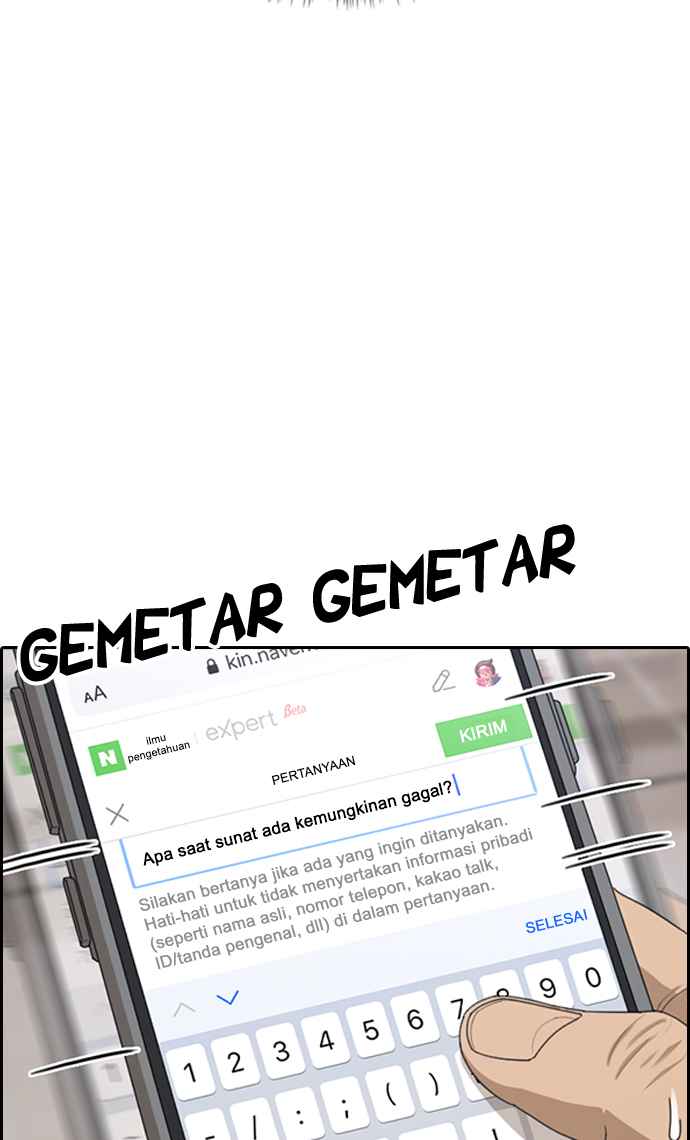 GEMETAR GEMETAR
AA
kin.naver
N ilmu pengetahuan
eXpert Beta
KIRIM
PERTANYAAN
Apa saat sunat ada kemungkinan gagal?
Silakan bertanya jika ada yang ingin ditanyakan.
Hati-hati untuk tidak menyertakan informasi pribadi
(seperti nama asli, nomor telepon, kakao talk,
ID/tanda pengenal, dll) di dalam pertanyaan.
SELESAI
1 2 3 4 5 6 7 8 9 0
- / : ; ( )